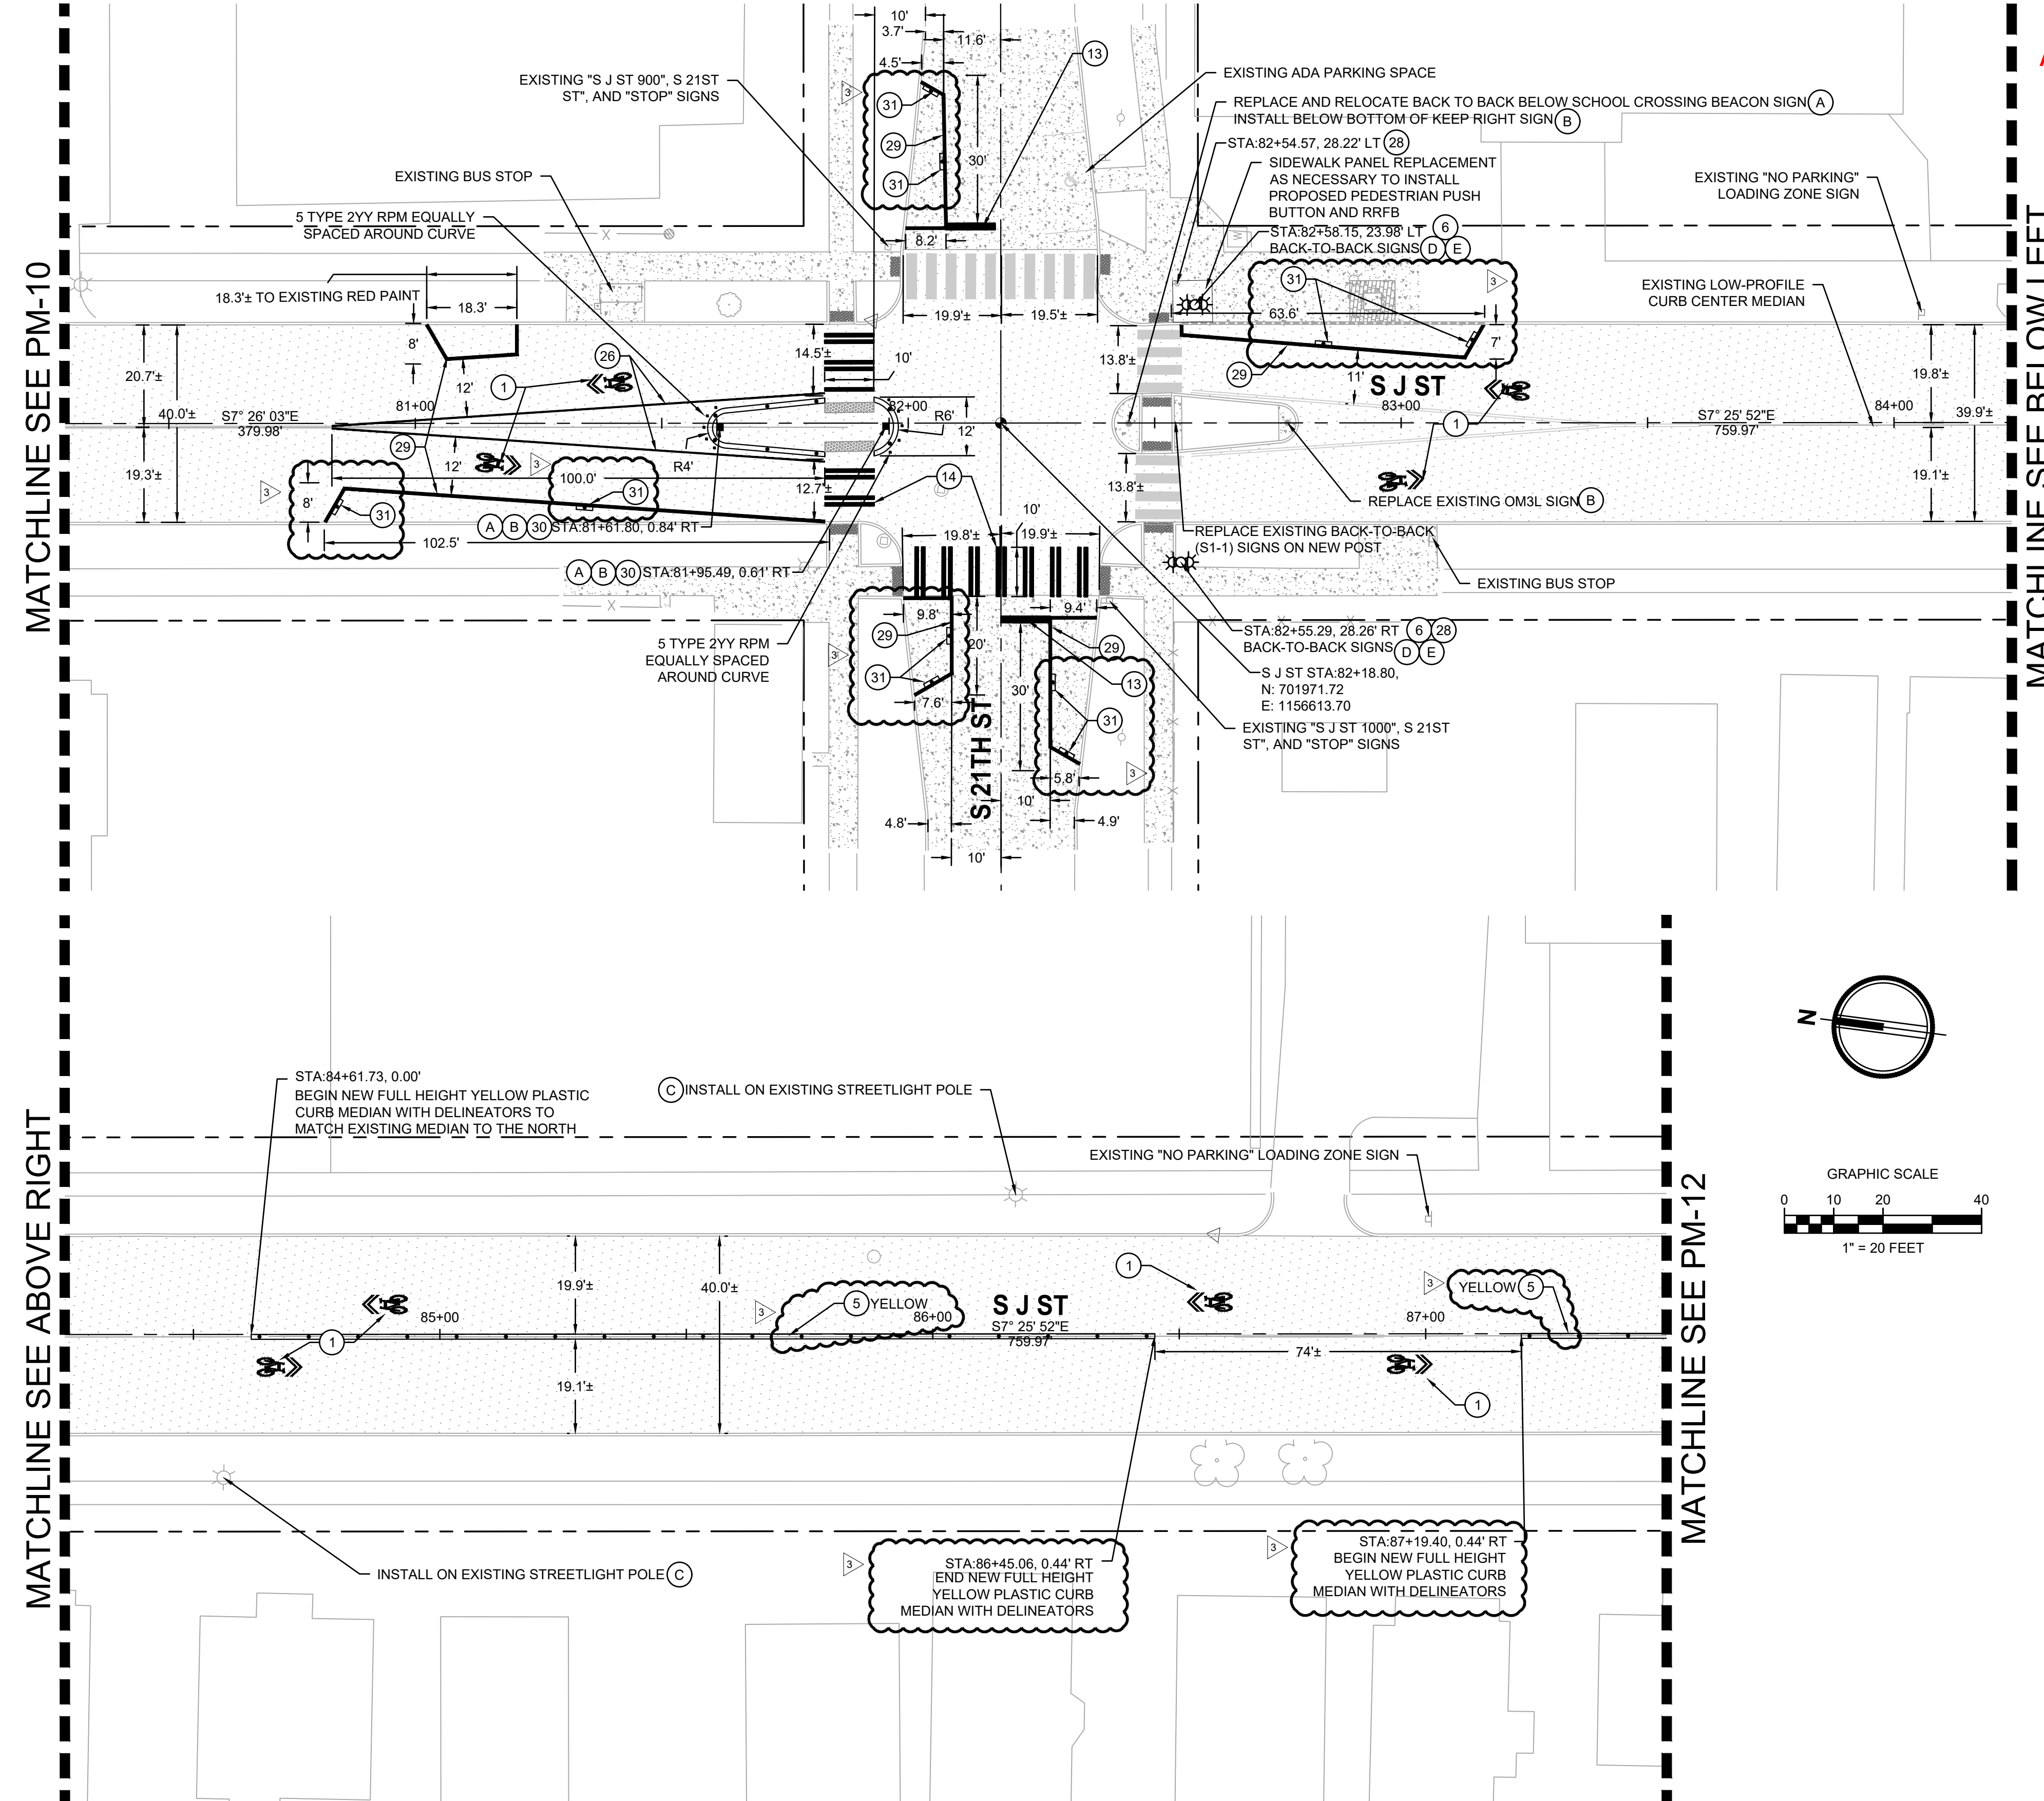 MATCHLINE SEE PM-10
10'
3.7'
11.6'
13
4.5'
EXISTING "S J ST 900", S 21ST
ST", AND "STOP" SIGNS
3
31
29
31
30'
8.2'
EXISTING ADA PARKING SPACE
REPLACE AND RELOCATE BACK TO BACK BELOW SCHOOL CROSSING BEACON SIGN A
INSTALL BELOW BOTTOM OF KEEP RIGHT SIGN B
STA:82+54.57, 28.22' LT 28
SIDEWALK PANEL REPLACEMENT
AS NECESSARY TO INSTALL
PROPOSED PEDESTRIAN PUSH
BUTTON AND RRFB
STA:82+58.15, 23.98' LT 6
BACK-TO-BACK SIGNS D E
EXISTING "NO PARKING"
LOADING ZONE SIGN
EXISTING LOW-PROFILE
CURB CENTER MEDIAN
EXISTING BUS STOP
5 TYPE 2YY RPM EQUALLY
SPACED AROUND CURVE
X
18.3'± TO EXISTING RED PAINT
18.3'
8'
12'
26
1
20.7'±
40.0'±
19.3'±
81+00
S7° 26' 03"E
379.98'
29
12'
3
100.0'
31
8'
3
31
A B 30 STA:81+61.80, 0.84' RT
102.5'
A B 30 STA:81+95.49, 0.61' RT
R4'
14.5'±
10'
12.7'±
82+00
R6'
12'
14
19.9'±
19.5'±
13.8'±
13.8'±
W
31
3
63.6'
7'
29
11'
S J ST
83+00
1
S7° 25' 52"E
759.97'
84+00
19.8'±
39.9'±
19.1'±
REPLACE EXISTING OM3L SIGN B
REPLACE EXISTING BACK-TO-BACK
(S1-1) SIGNS ON NEW POST
EXISTING BUS STOP
10'
19.8'±
19.9'±
X
5 TYPE 2YY RPM
EQUALLY SPACED
AROUND CURVE
3
9.8'
29
31
20'
7.6'
4.8'
10'
S 21TH ST
9.4'
29
13
30'
31
5.8'
3
10'
4.9'
STA:82+55.29, 28.26' RT 6 28
BACK-TO-BACK SIGNS D E
S J ST STA:82+18.80,
N: 701971.72
E: 1156613.70
EXISTING "S J ST 1000", S 21ST
ST", AND "STOP" SIGNS
MATCHLINE SEE BELOW LEFT
MATCHLINE SEE ABOVE RIGHT
STA:84+61.73, 0.00'
BEGIN NEW FULL HEIGHT YELLOW PLASTIC
CURB MEDIAN WITH DELINEATORS TO
MATCH EXISTING MEDIAN TO THE NORTH
C INSTALL ON EXISTING STREETLIGHT POLE
EXISTING "NO PARKING" LOADING ZONE SIGN
1
85+00
19.9'±
40.0'±
19.1'±
3
5 YELLOW
86+00
S J ST
S7° 25' 52"E
759.97'
1
74'±
87+00
3
YELLOW 5
1
INSTALL ON EXISTING STREETLIGHT POLE C
3
STA:86+45.06, 0.44' RT
END NEW FULL HEIGHT
YELLOW PLASTIC CURB
MEDIAN WITH DELINEATORS
3
STA:87+19.40, 0.44' RT
BEGIN NEW FULL HEIGHT
YELLOW PLASTIC CURB
MEDIAN WITH DELINEATORS
MATCHLINE SEE PM-12
N
GRAPHIC SCALE
0 10 20 40
1" = 20 FEET